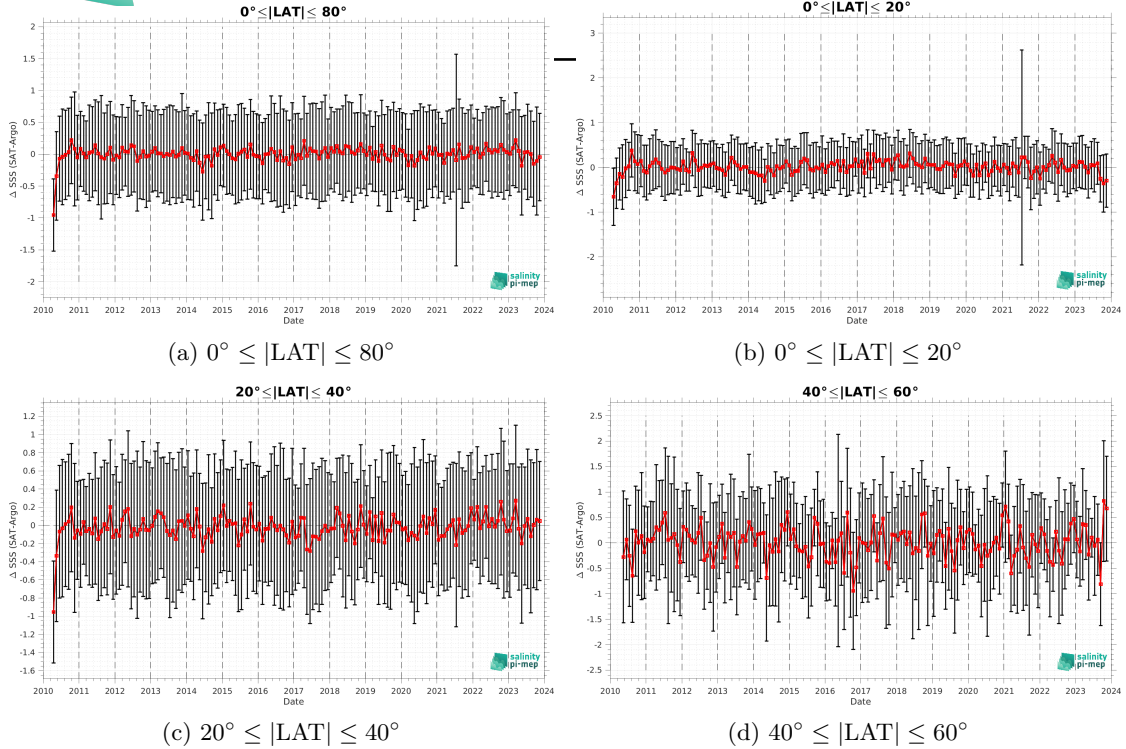 0°≤|LAT|≤ 80°
2
1.5
1
0.5
0
-0.5
-1
-1.5
-2
Δ SSS (SAT-Argo)
2010 2011 2012 2013 2014 2015 2016 2017 2018 2019 2020 2021 2022 2023 2024
Date
salinity
pi-mep
(a) 0° ≤ |LAT| ≤ 80°
0°≤|LAT|≤ 20°
3
2
1
0
-1
-2
Δ SSS (SAT-Argo)
2010 2011 2012 2013 2014 2015 2016 2017 2018 2019 2020 2021 2022 2023 2024
Date
salinity
pi-mep
(b) 0° ≤ |LAT| ≤ 20°
20°≤|LAT|≤ 40°
1.2
1
0.8
0.6
0.4
0.2
0
-0.2
-0.4
-0.6
-0.8
-1
-1.2
-1.4
-1.6
Δ SSS (SAT-Argo)
2010 2011 2012 2013 2014 2015 2016 2017 2018 2019 2020 2021 2022 2023 2024
Date
salinity
pi-mep
(c) 20° ≤ |LAT| ≤ 40°
40°≤|LAT|≤ 60°
2.5
2
1.5
1
0.5
0
-0.5
-1
-1.5
-2
-2.5
Δ SSS (SAT-Argo)
2010 2011 2012 2013 2014 2015 2016 2017 2018 2019 2020 2021 2022 2023 2024
Date
salinity
pi-mep
(d) 40° ≤ |LAT| ≤ 60°